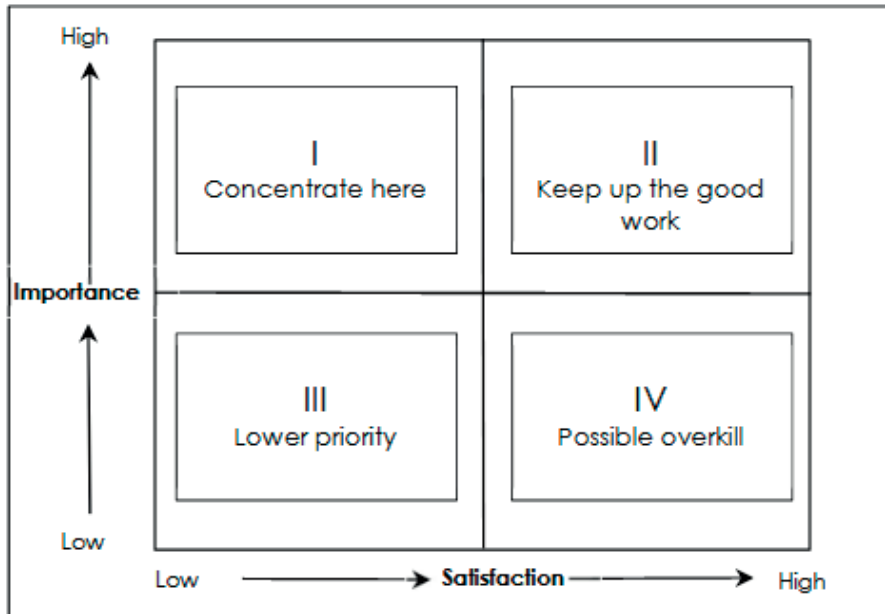 High
I
Concentrate here
II
Keep up the good
work
Importance
III
Lower priority
IV
Possible overkill
Low
Low
Satisfaction
High